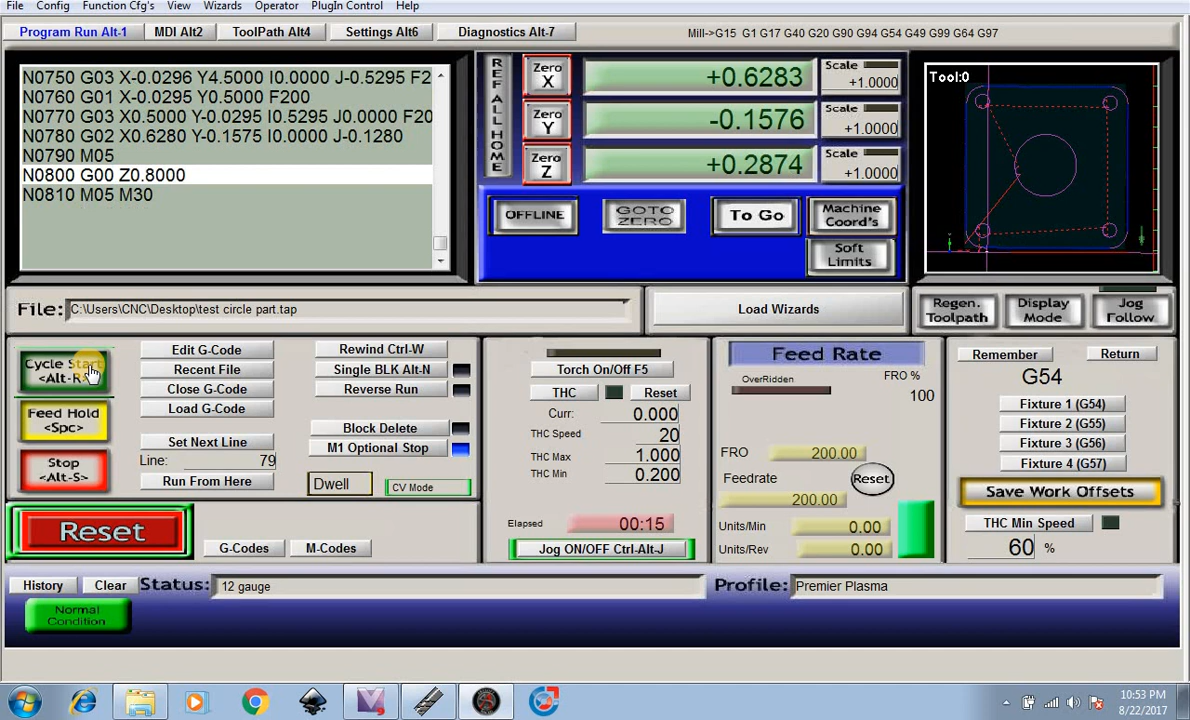 File Config Function Cfg's View Wizards Operator PlugIn Control Help
Program Run Alt-1 MDI Alt2 ToolPath Alt4 Settings Alt6 Diagnostics Alt-7 Mill->G15 G1 G17 G40 G20 G90 G94 G54 G49 G99 G64 G97
N0750 G03 X-0.0296 Y4.5000 I0.0000 J-0.5295 F2
N0760 G01 X-0.0295 Y0.5000 F200
N0770 G03 X0.5000 Y-0.0295 I0.5295 J0.0000 F20
N0780 G02 X0.6280 Y-0.1575 I0.0000 J-0.1280
N0790 M05
N0800 G00 Z0.8000
N0810 M05 M30
REF ALL HOME
Zero X +0.6283 Scale +1.0000
Zero Y -0.1576 Scale +1.0000
Zero Z +0.2874 Scale +1.0000
OFFLINE GOTO ZERO To Go Machine Coord's
Soft Limits
Tool:0
File: C:\Users\CNC\Desktop\test circle part.tap
Load Wizards
Regen. Toolpath Display Mode Jog Follow
Cycle Start <Alt-R>
Feed Hold <Spc>
Stop <Alt-S>
Edit G-Code
Recent File
Close G-Code
Load G-Code
Set Next Line
Line: 79
Run From Here
Rewind Ctrl-W
Single BLK Alt-N
Reverse Run
Block Delete
M1 Optional Stop
Dwell CV Mode
Reset
G-Codes M-Codes
Torch On/Off F5
THC Reset
Curr: 0.000
THC Speed 20
THC Max 1.000
THC Min 0.200
Elapsed 00:15
Jog ON/OFF Ctrl-Alt-J
Feed Rate
OverRidden FRO %
100
FRO 200.00
Feedrate Reset
200.00
Units/Min 0.00
Units/Rev 0.00
Remember Return
G54
Fixture 1 (G54)
Fixture 2 (G55)
Fixture 3 (G56)
Fixture 4 (G57)
Save Work Offsets
THC Min Speed
60 %
History Clear Status: 12 gauge Profile: Premier Plasma
Normal Condition
10:53 PM
8/22/2017